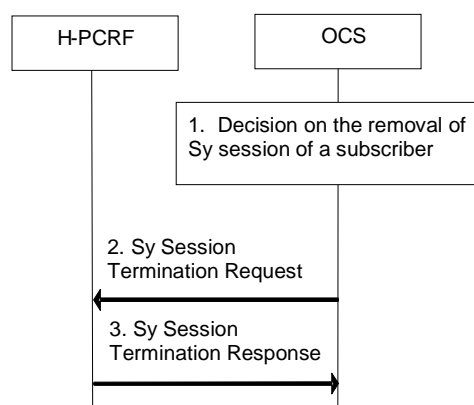 H-PCRF
OCS
1. Decision on the removal of
Sy session of a subscriber
2. Sy Session
Termination Request
3. Sy Session
Termination Response